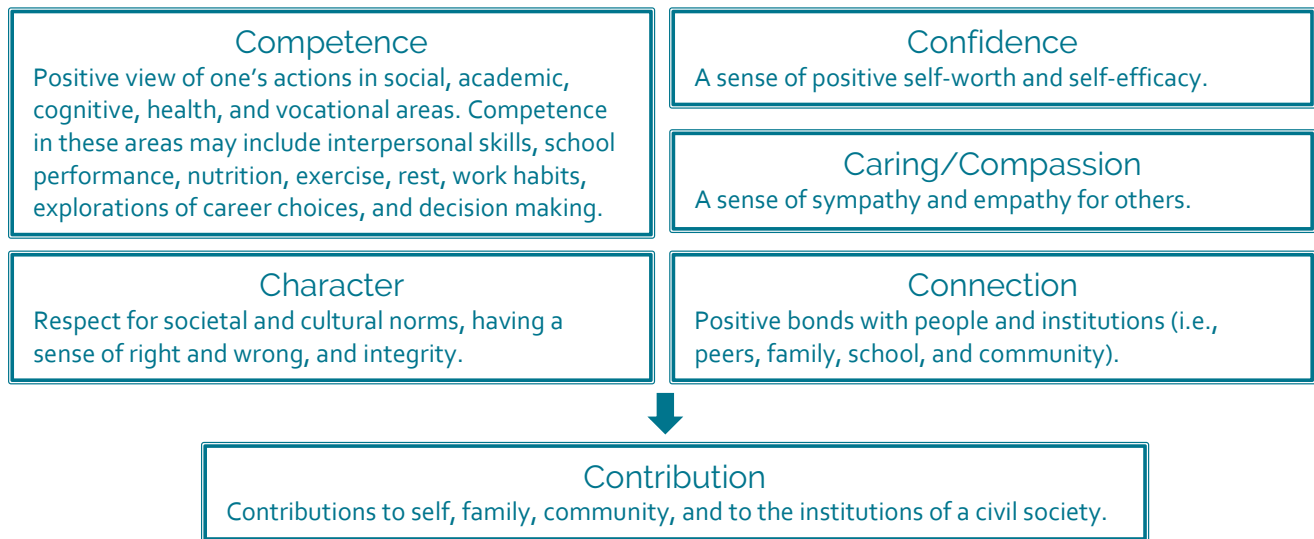 Competence
Positive view of one's actions in social, academic,
cognitive, health, and vocational areas. Competence
in these areas may include interpersonal skills, school
performance, nutrition, exercise, rest, work habits,
explorations of career choices, and decision making.
Confidence
A sense of positive self-worth and self-efficacy.
Caring/Compassion
A sense of sympathy and empathy for others.
Character
Respect for societal and cultural norms, having a
sense of right and wrong, and integrity.
Connection
Positive bonds with people and institutions (i.e.,
peers, family, school, and community).
Contribution
Contributions to self, family, community, and to the institutions of a civil society.